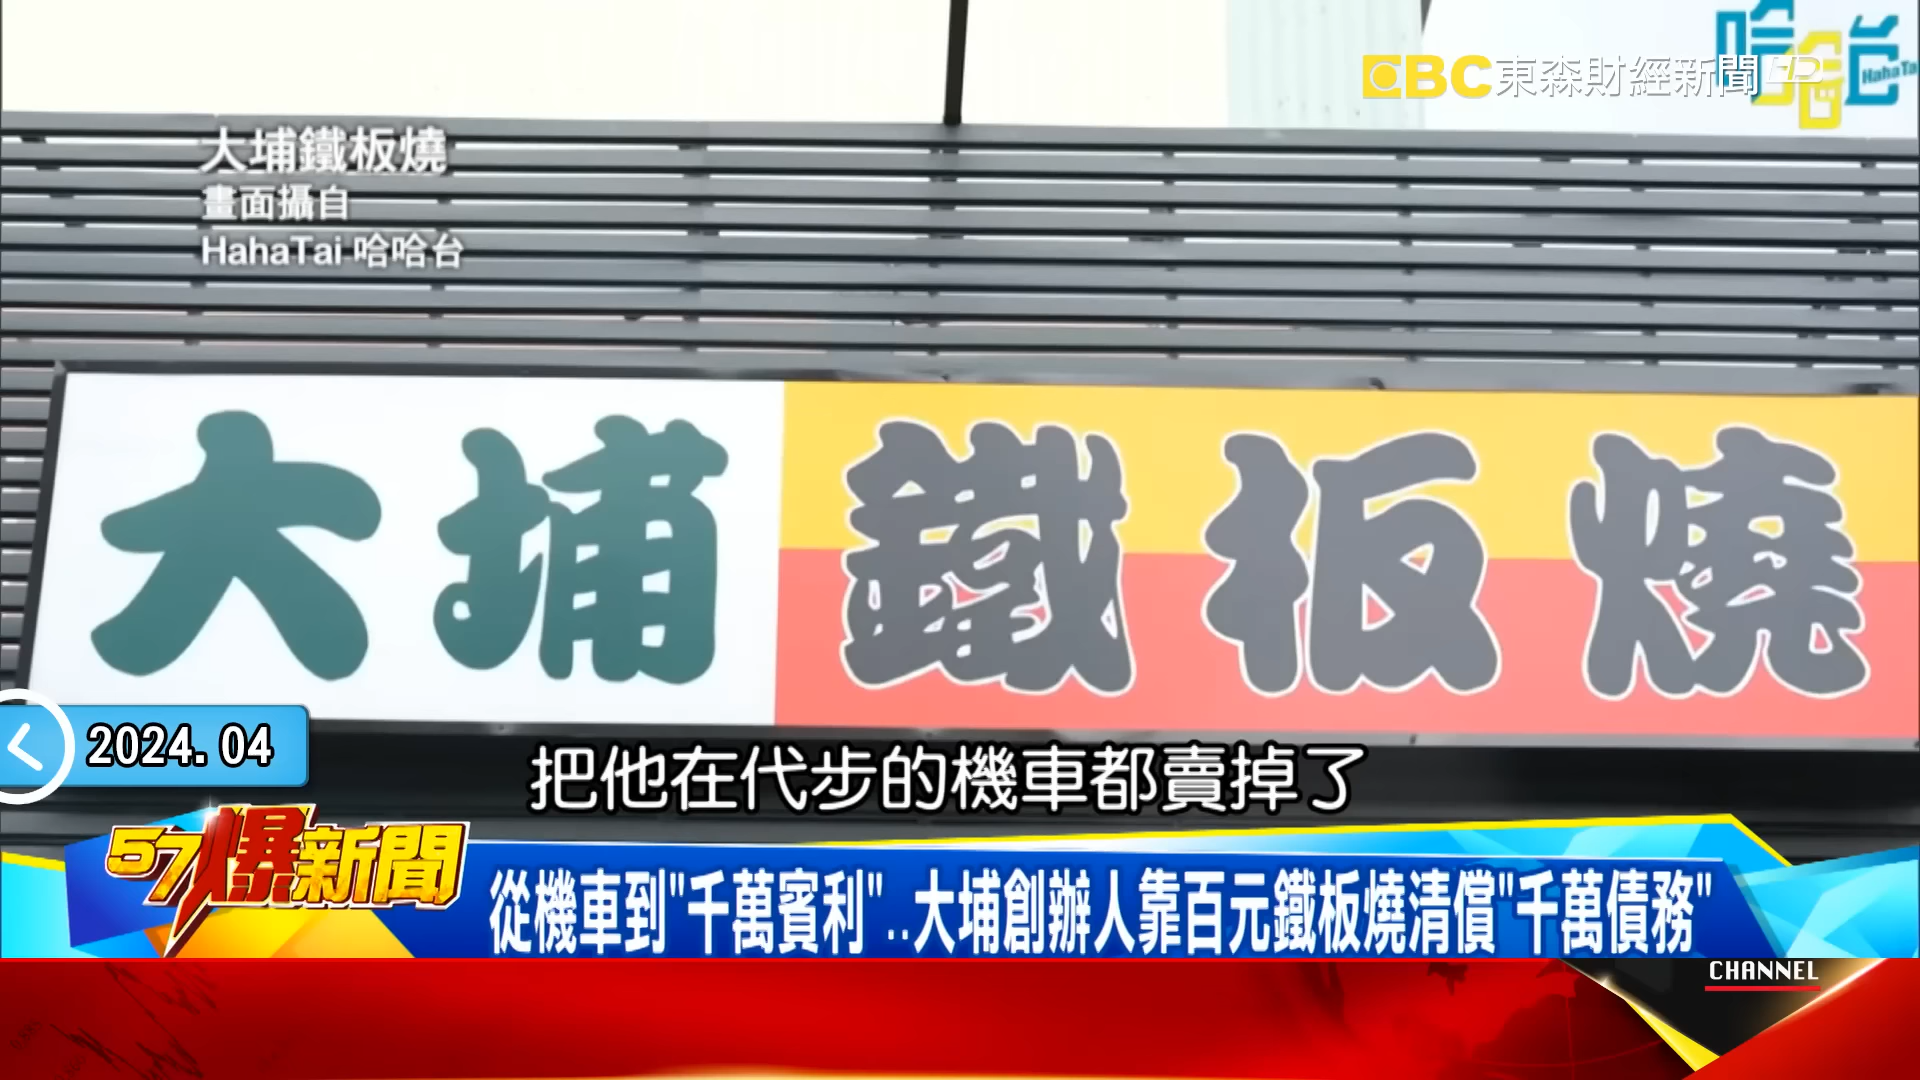 EBC東森財經新聞
哈哈台
HahaTa
大埔鐵板燒
畫面攝自
HahaTai 哈哈台
大埔鐵板燒
2024.04
把他在代步的機車都賣掉了
57爆新聞
從機車到"千萬賓利"..大埔創辦人靠百元鐵板燒清償"千萬債務"
CHANNEL